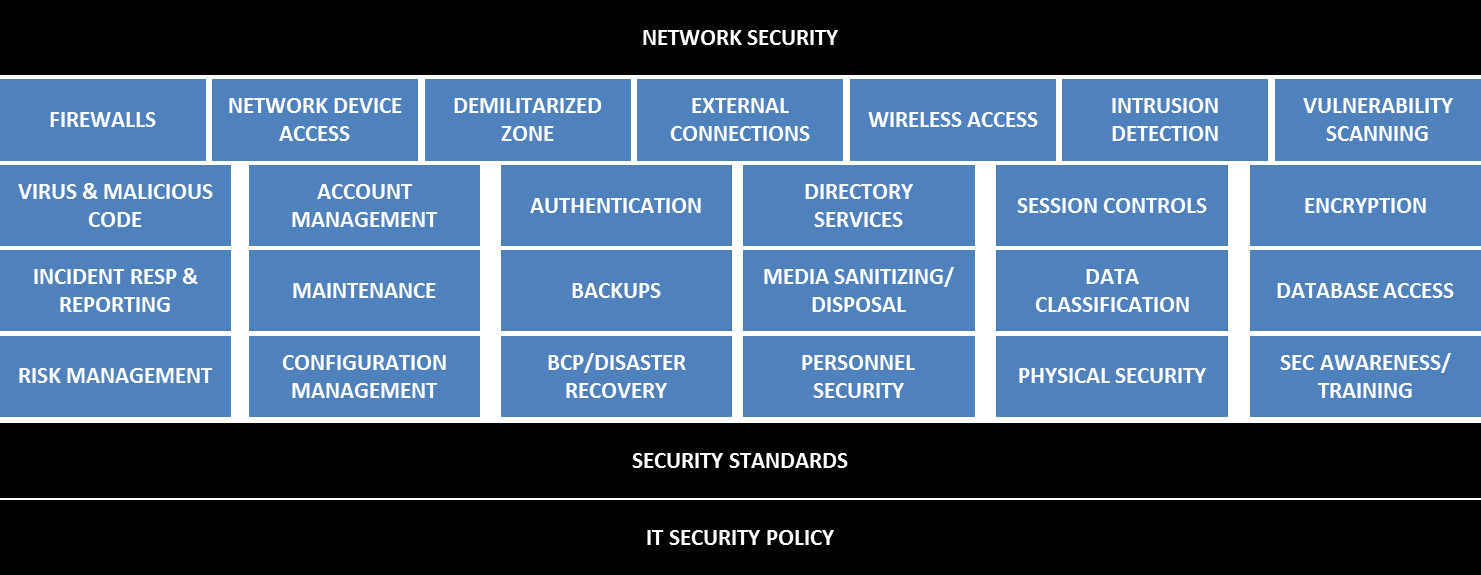 NETWORK SECURITY
FIREWALLS
NETWORK DEVICE
ACCESS
DEMILITARIZED
ZONE
EXTERNAL
CONNECTIONS
WIRELESS ACCESS
INTRUSION
DETECTION
VULNERABILITY
SCANNING
VIRUS & MALICIOUS
CODE
ACCOUNT
MANAGEMENT
AUTHENTICATION
DIRECTORY
SERVICES
SESSION CONTROLS
ENCRYPTION
INCIDENT RESP &
REPORTING
MAINTENANCE
BACKUPS
MEDIA SANITIZING/
DISPOSAL
DATA
CLASSIFICATION
DATABASE ACCESS
RISK MANAGEMENT
CONFIGURATION
MANAGEMENT
BCP/DISASTER
RECOVERY
PERSONNEL
SECURITY
PHYSICAL SECURITY
SEC AWARENESS/
TRAINING
SECURITY STANDARDS
IT SECURITY POLICY